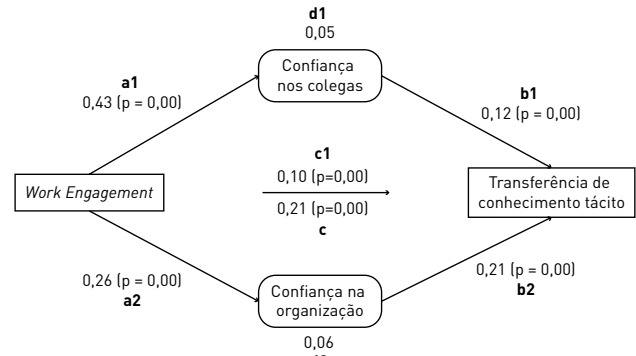 d1
0,05
Confiança
nos colegas
a1
0,43 (p = 0,00)
b1
0,12 (p = 0,00)
c1
0,10 (p=0,00)
Work Engagement
Transferência de
conhecimento tácito
0,21 (p=0,00)
c
0,26 (p = 0,00)
a2
Confiança na
organização
0,21 (p = 0,00)
b2
0,06